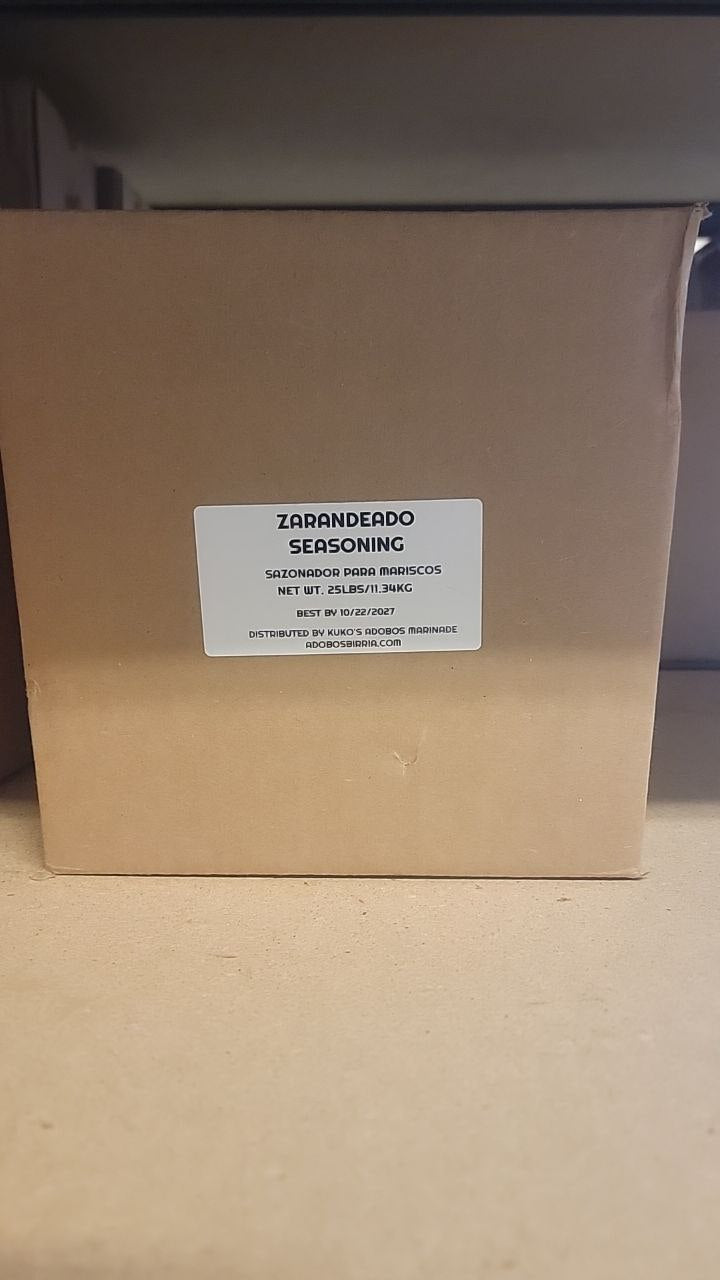 ZARANDEADO
SEASONING
SAZONADOR PARA MARISCOS
NET WT. 25LBS/11.34KG
BEST BY 10/22/2027
DISTRIBUTED BY KUKO'S ADOBOS MARINADE
ADOBOSBIRRIA.COM